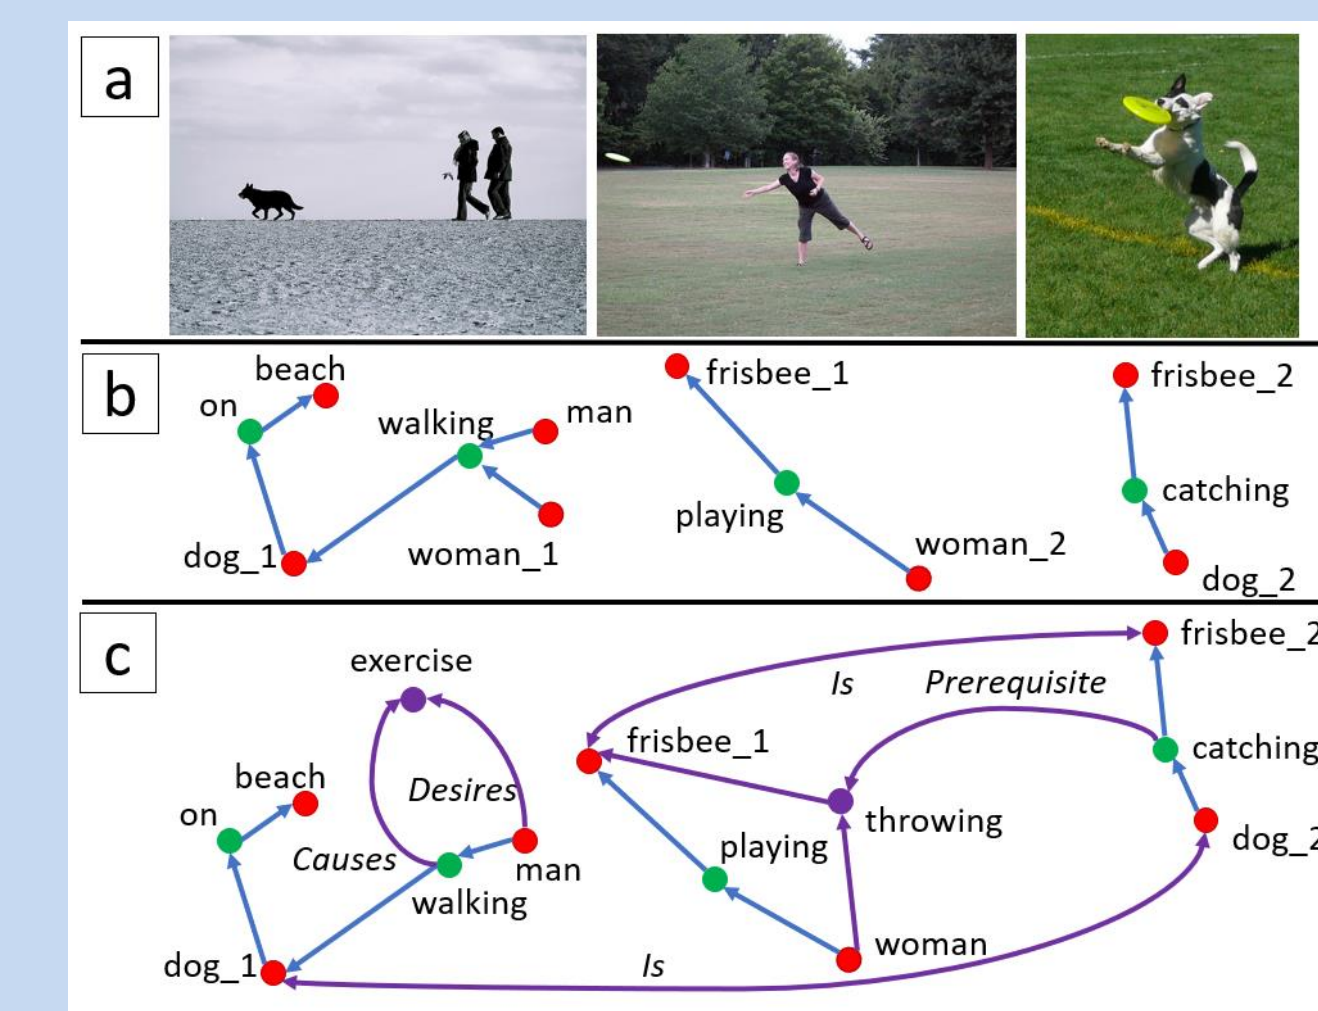 a
b
beach
on
walking
man
dog_1
woman_1
frisbee_1
playing
woman_2
frisbee_2
catching
dog_2
c
exercise
beach
on
Desires
Causes
man
walking
dog_1
Is
Prerequisite
frisbee_2
frisbee_1
catching
throwing
playing
dog_2
woman
Is